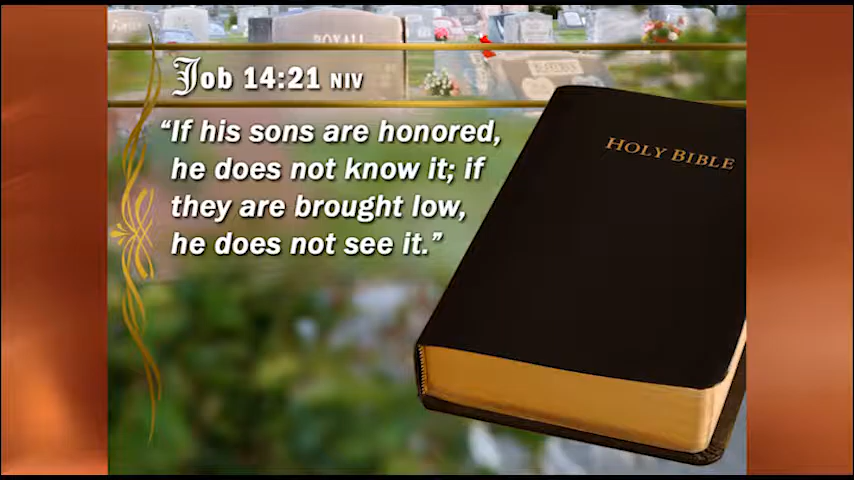 Job 14:21 NIV
“If his sons are honored,
he does not know it; if
they are brought low,
he does not see it.”
HOLY BIBLE